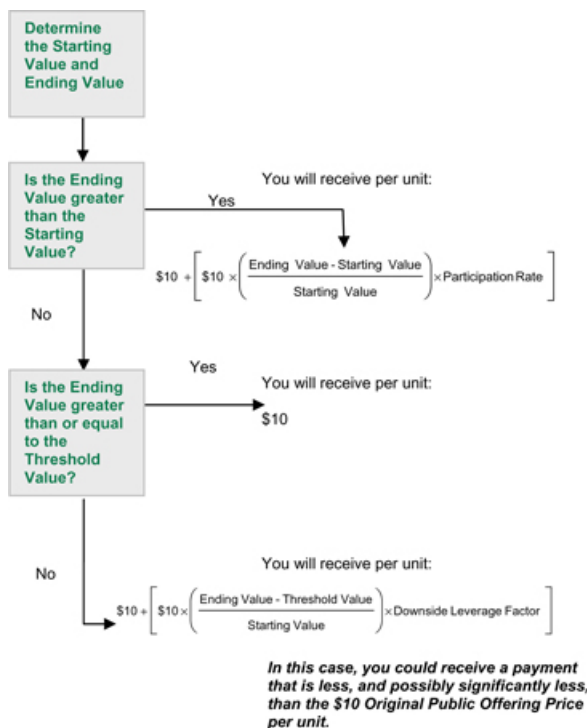 Determine
the Starting
Value and
Ending Value
Is the Ending
Value greater
than the
Starting
Value?
Yes
You will receive per unit:
$10 + [ $10 × ( Ending Value - Starting Value / Starting Value ) × Participation Rate ]
No
Is the Ending
Value greater
than or equal
to the
Threshold
Value?
Yes
You will receive per unit:
$10
No
You will receive per unit:
$10 + [ $10 × ( Ending Value - Threshold Value / Starting Value ) × Downside Leverage Factor ]
In this case, you could receive a payment
that is less, and possibly significantly less,
than the $10 Original Public Offering Price
per unit.